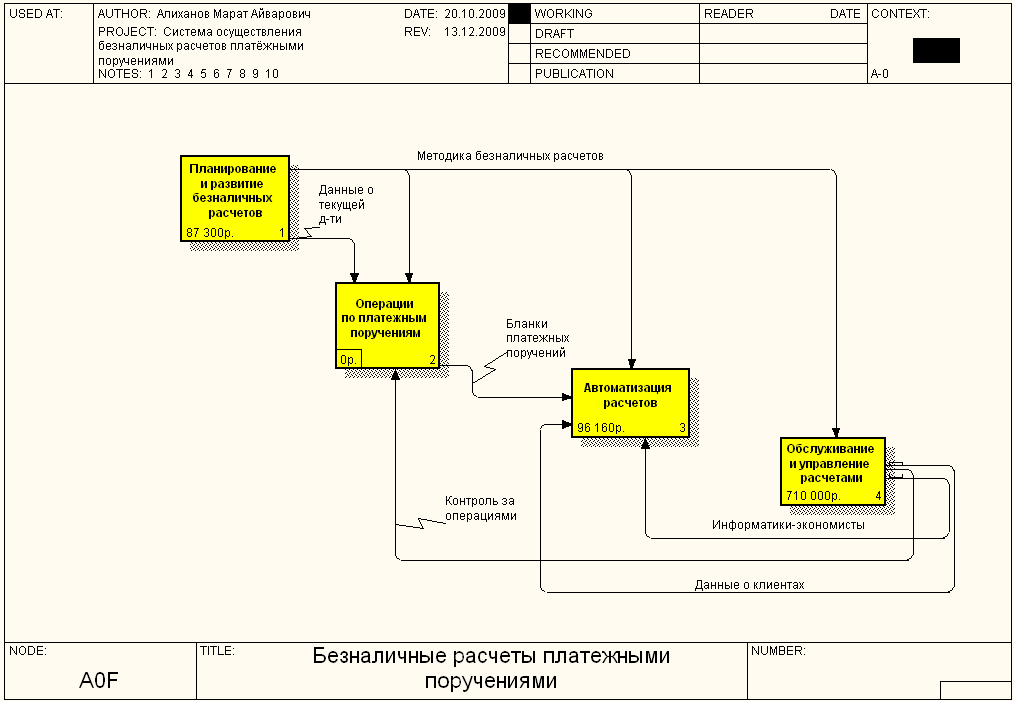 USED AT:
AUTHOR: Алиханов Марат Айварович
DATE: 20.10.2009
PROJECT: Система осуществления
безналичных расчетов платёжными
поручениями
REV: 13.12.2009
NOTES: 1 2 3 4 5 6 7 8 9 10
WORKING
DRAFT
RECOMMENDED
PUBLICATION
READER
DATE
CONTEXT:
A-0
Методика безналичных расчетов
Планирование
и развитие
безналичных
расчетов
87 300р.
1
Данные о
текущей
д-ти
Операции
по платежным
поручениям
0р.
2
Бланки
платежных
поручений
Автоматизация
расчетов
96 160р.
3
Обслуживание
и управление
расчетами
710 000р.
4
Контроль за
операциями
Информатики-экономисты
Данные о клиентах
NODE:
A0F
TITLE:
Безналичные расчеты платежными
поручениями
NUMBER: